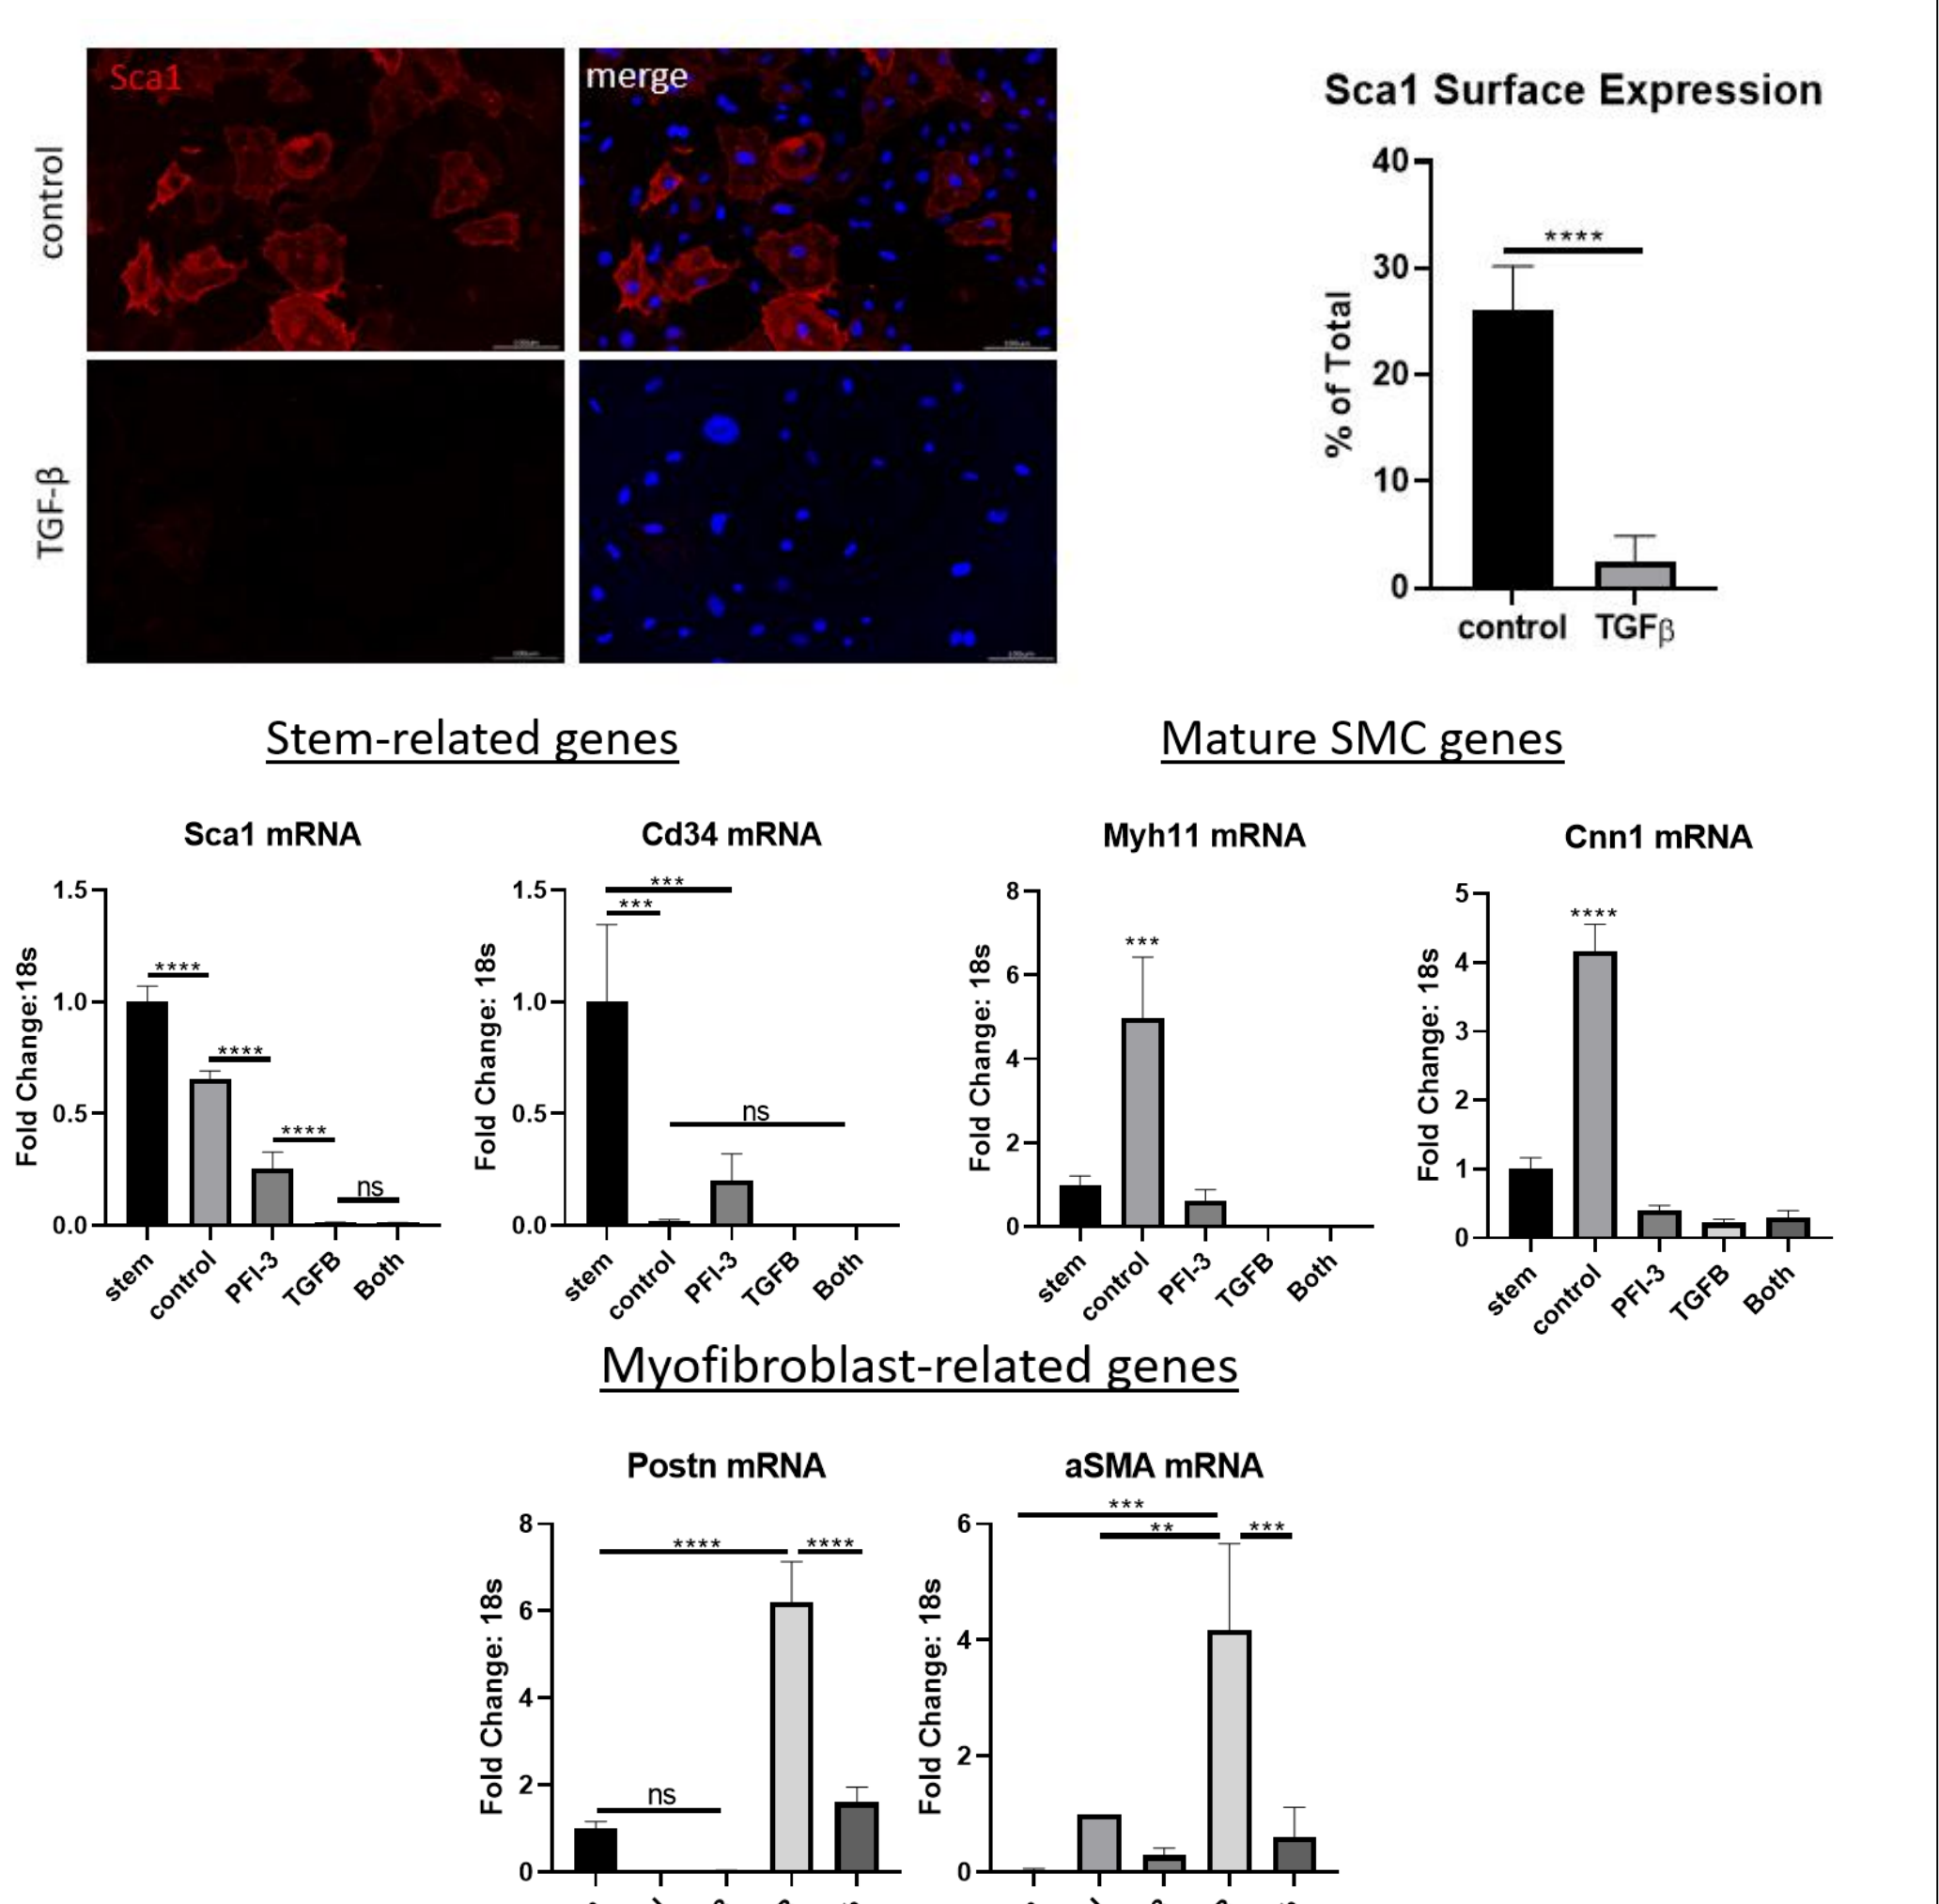 Sca1
merge
control
TGF-β
100µm
100µm
100µm
100µm
Sca1 Surface Expression
% of Total
40
30
20
10
0
****
control TGFβ
Stem-related genes
Mature SMC genes
Sca1 mRNA
Fold Change:18s
1.5
1.0
0.5
0.0
****
****
****
ns
stem
control
PFI-3
TGFB
Both
Cd34 mRNA
Fold Change: 18s
1.5
1.0
0.5
0.0
***
***
ns
stem
control
PFI-3
TGFB
Both
Myh11 mRNA
Fold Change: 18s
8
6
4
2
0
***
stem
control
PFI-3
TGFB
Both
Cnn1 mRNA
Fold Change: 18s
5
4
3
2
1
0
****
stem
control
PFI-3
TGFB
Both
Myofibroblast-related genes
Postn mRNA
Fold Change: 18s
8
6
4
2
0
**** ****
ns
aSMA mRNA
Fold Change: 18s
6
4
2
0
***
** ***